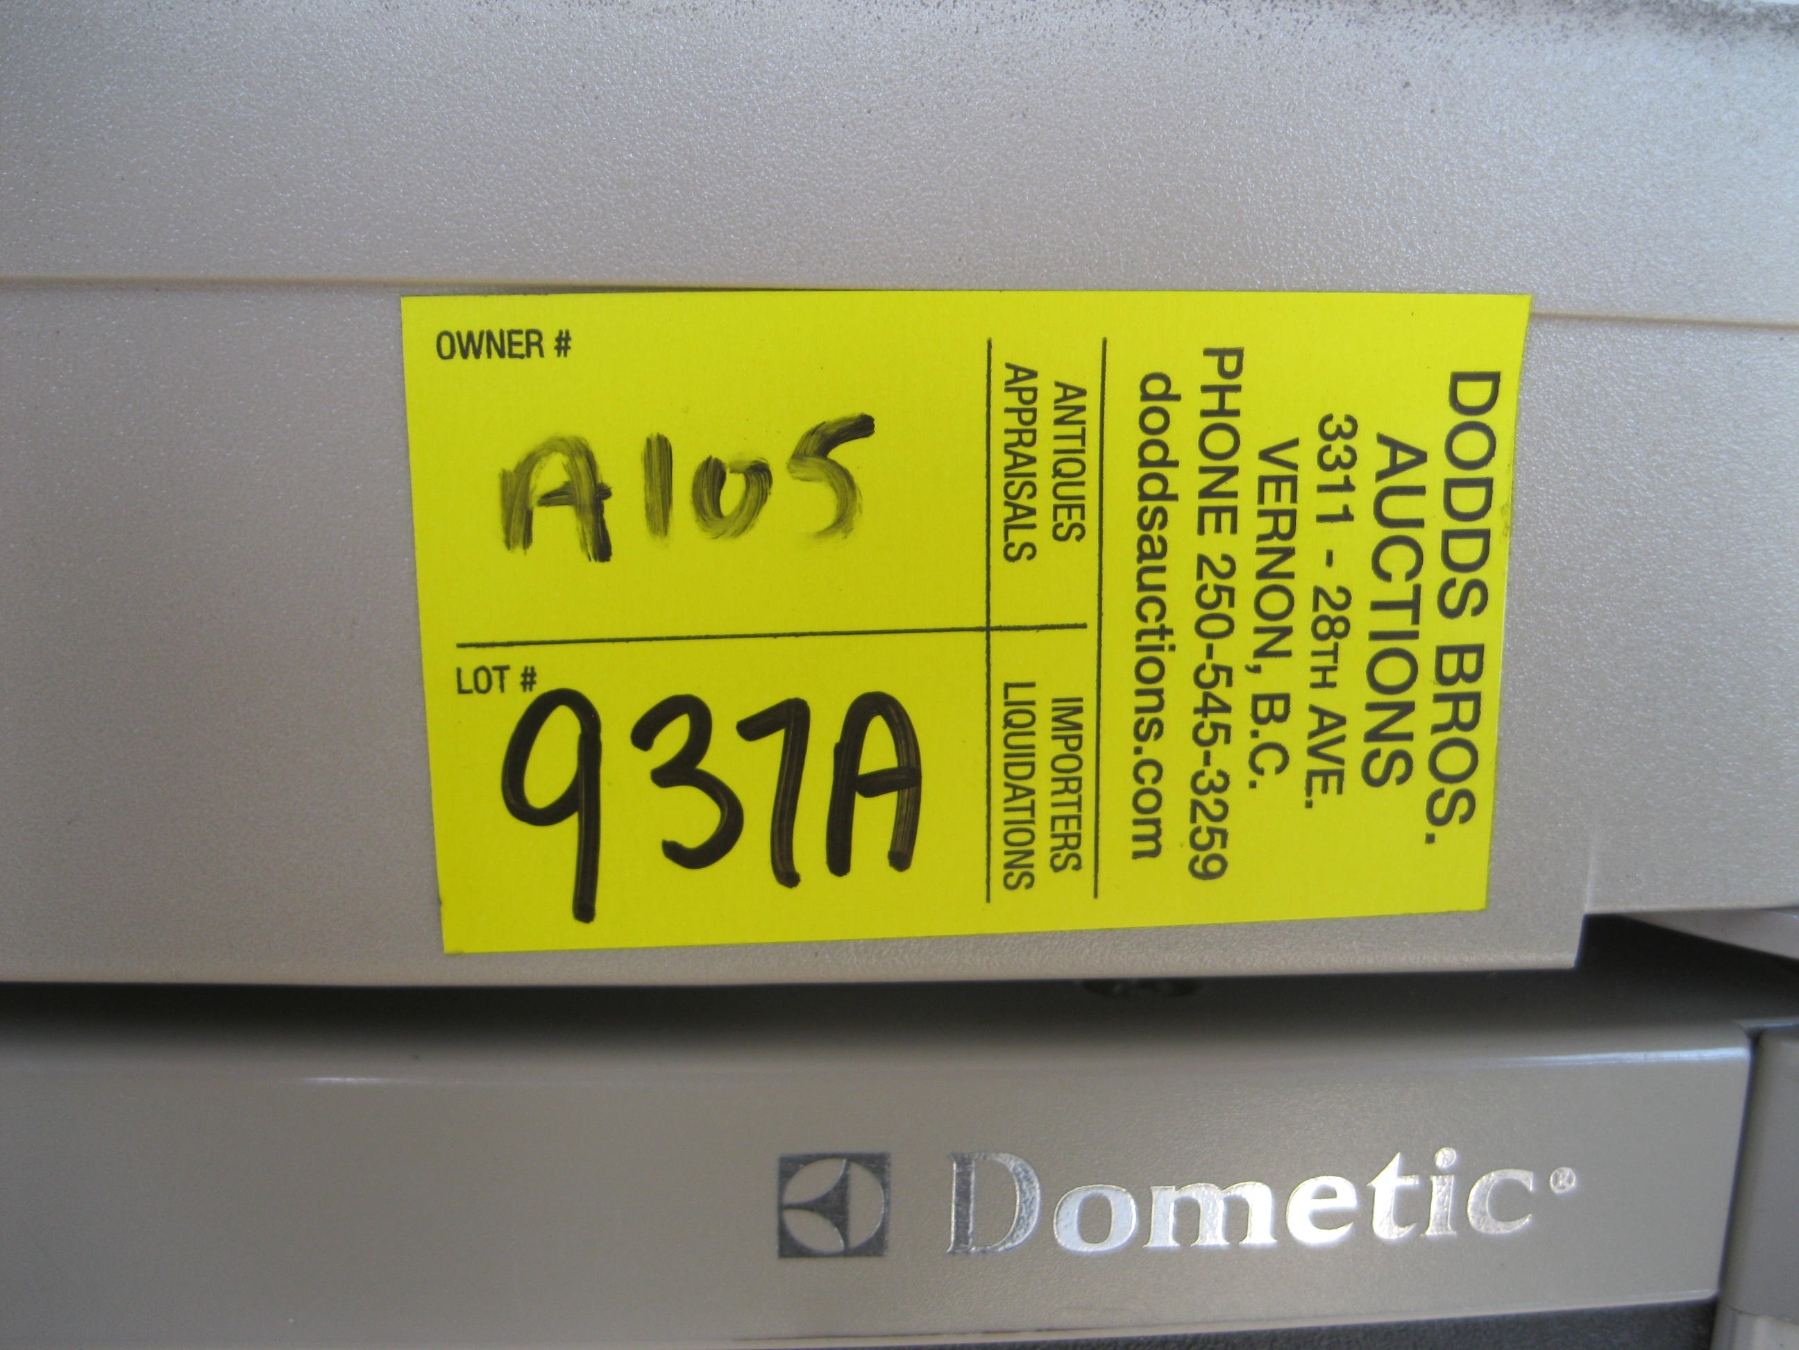 OWNER #
A105
LOT #
937A
ANTIQUES
APPRAISALS
IMPORTERS
LIQUIDATIONS
DODDS BROS.
AUCTIONS
3311 - 28TH AVE.
VERNON, B.C.
PHONE 250-545-3259
doddsauctions.com
Dometic®